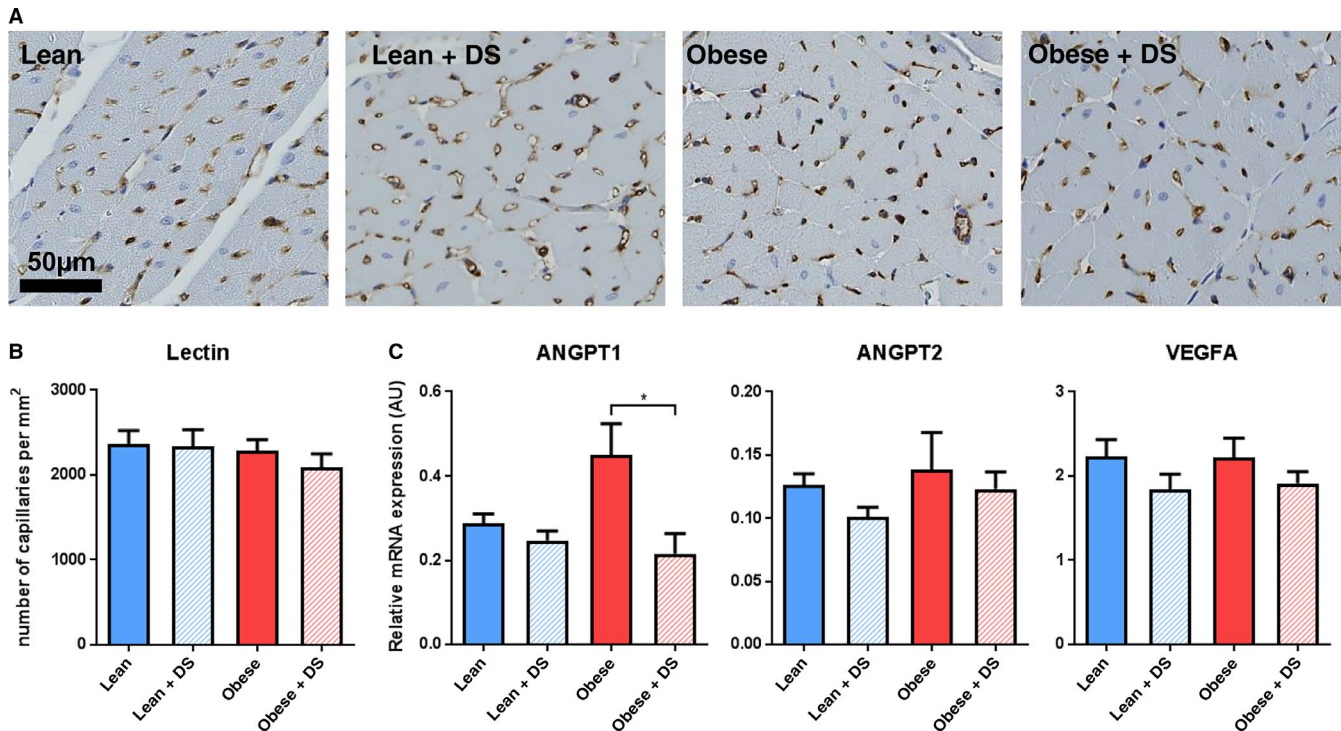 A
Lean
Lean + DS
Obese
Obese + DS
50µm
B
Lectin
number of capillaries per mm²
3000
2000
1000
0
Lean
Lean + DS
Obese
Obese + DS
C
ANGPT1
Relative mRNA expression (AU)
0.6
0.4
0.2
0.0
*
Lean
Lean + DS
Obese
Obese + DS
ANGPT2
0.20
0.15
0.10
0.05
0.00
Lean
Lean + DS
Obese
Obese + DS
VEGFA
3
2
1
0
Lean
Lean + DS
Obese
Obese + DS